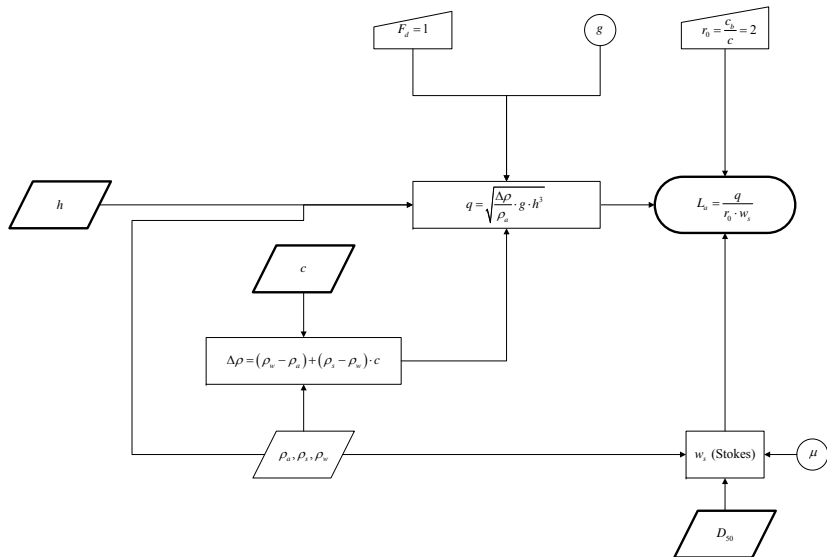 F_d = 1
g
r_0 = c_b / c = 2
h
q = √(Δρ / ρ_a · g · h³)
L_a = q / (r_0 · w_s)
c
Δρ = (ρ_w − ρ_a) + (ρ_s − ρ_w) · c
ρ_a, ρ_s, ρ_w
w_s (Stokes)
μ
D_50